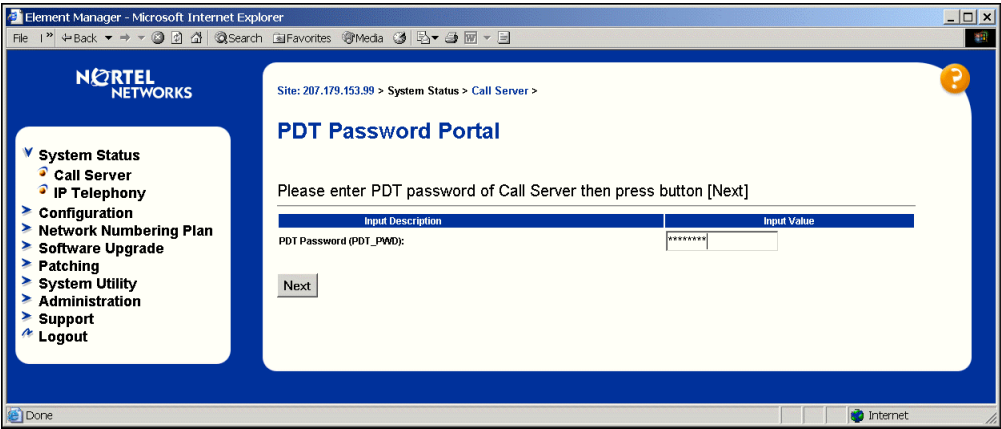 Element Manager - Microsoft Internet Explorer
File
Back
Search
Favorites
Media
NORTEL
NETWORKS
Site: 207.179.153.99 > System Status > Call Server >
PDT Password Portal
System Status
Call Server
IP Telephony
Configuration
Network Numbering Plan
Software Upgrade
Patching
System Utility
Administration
Support
Logout
Please enter PDT password of Call Server then press button [Next]
Input Description Input Value
PDT Password (PDT_PWD): ********
Next
Done
Internet